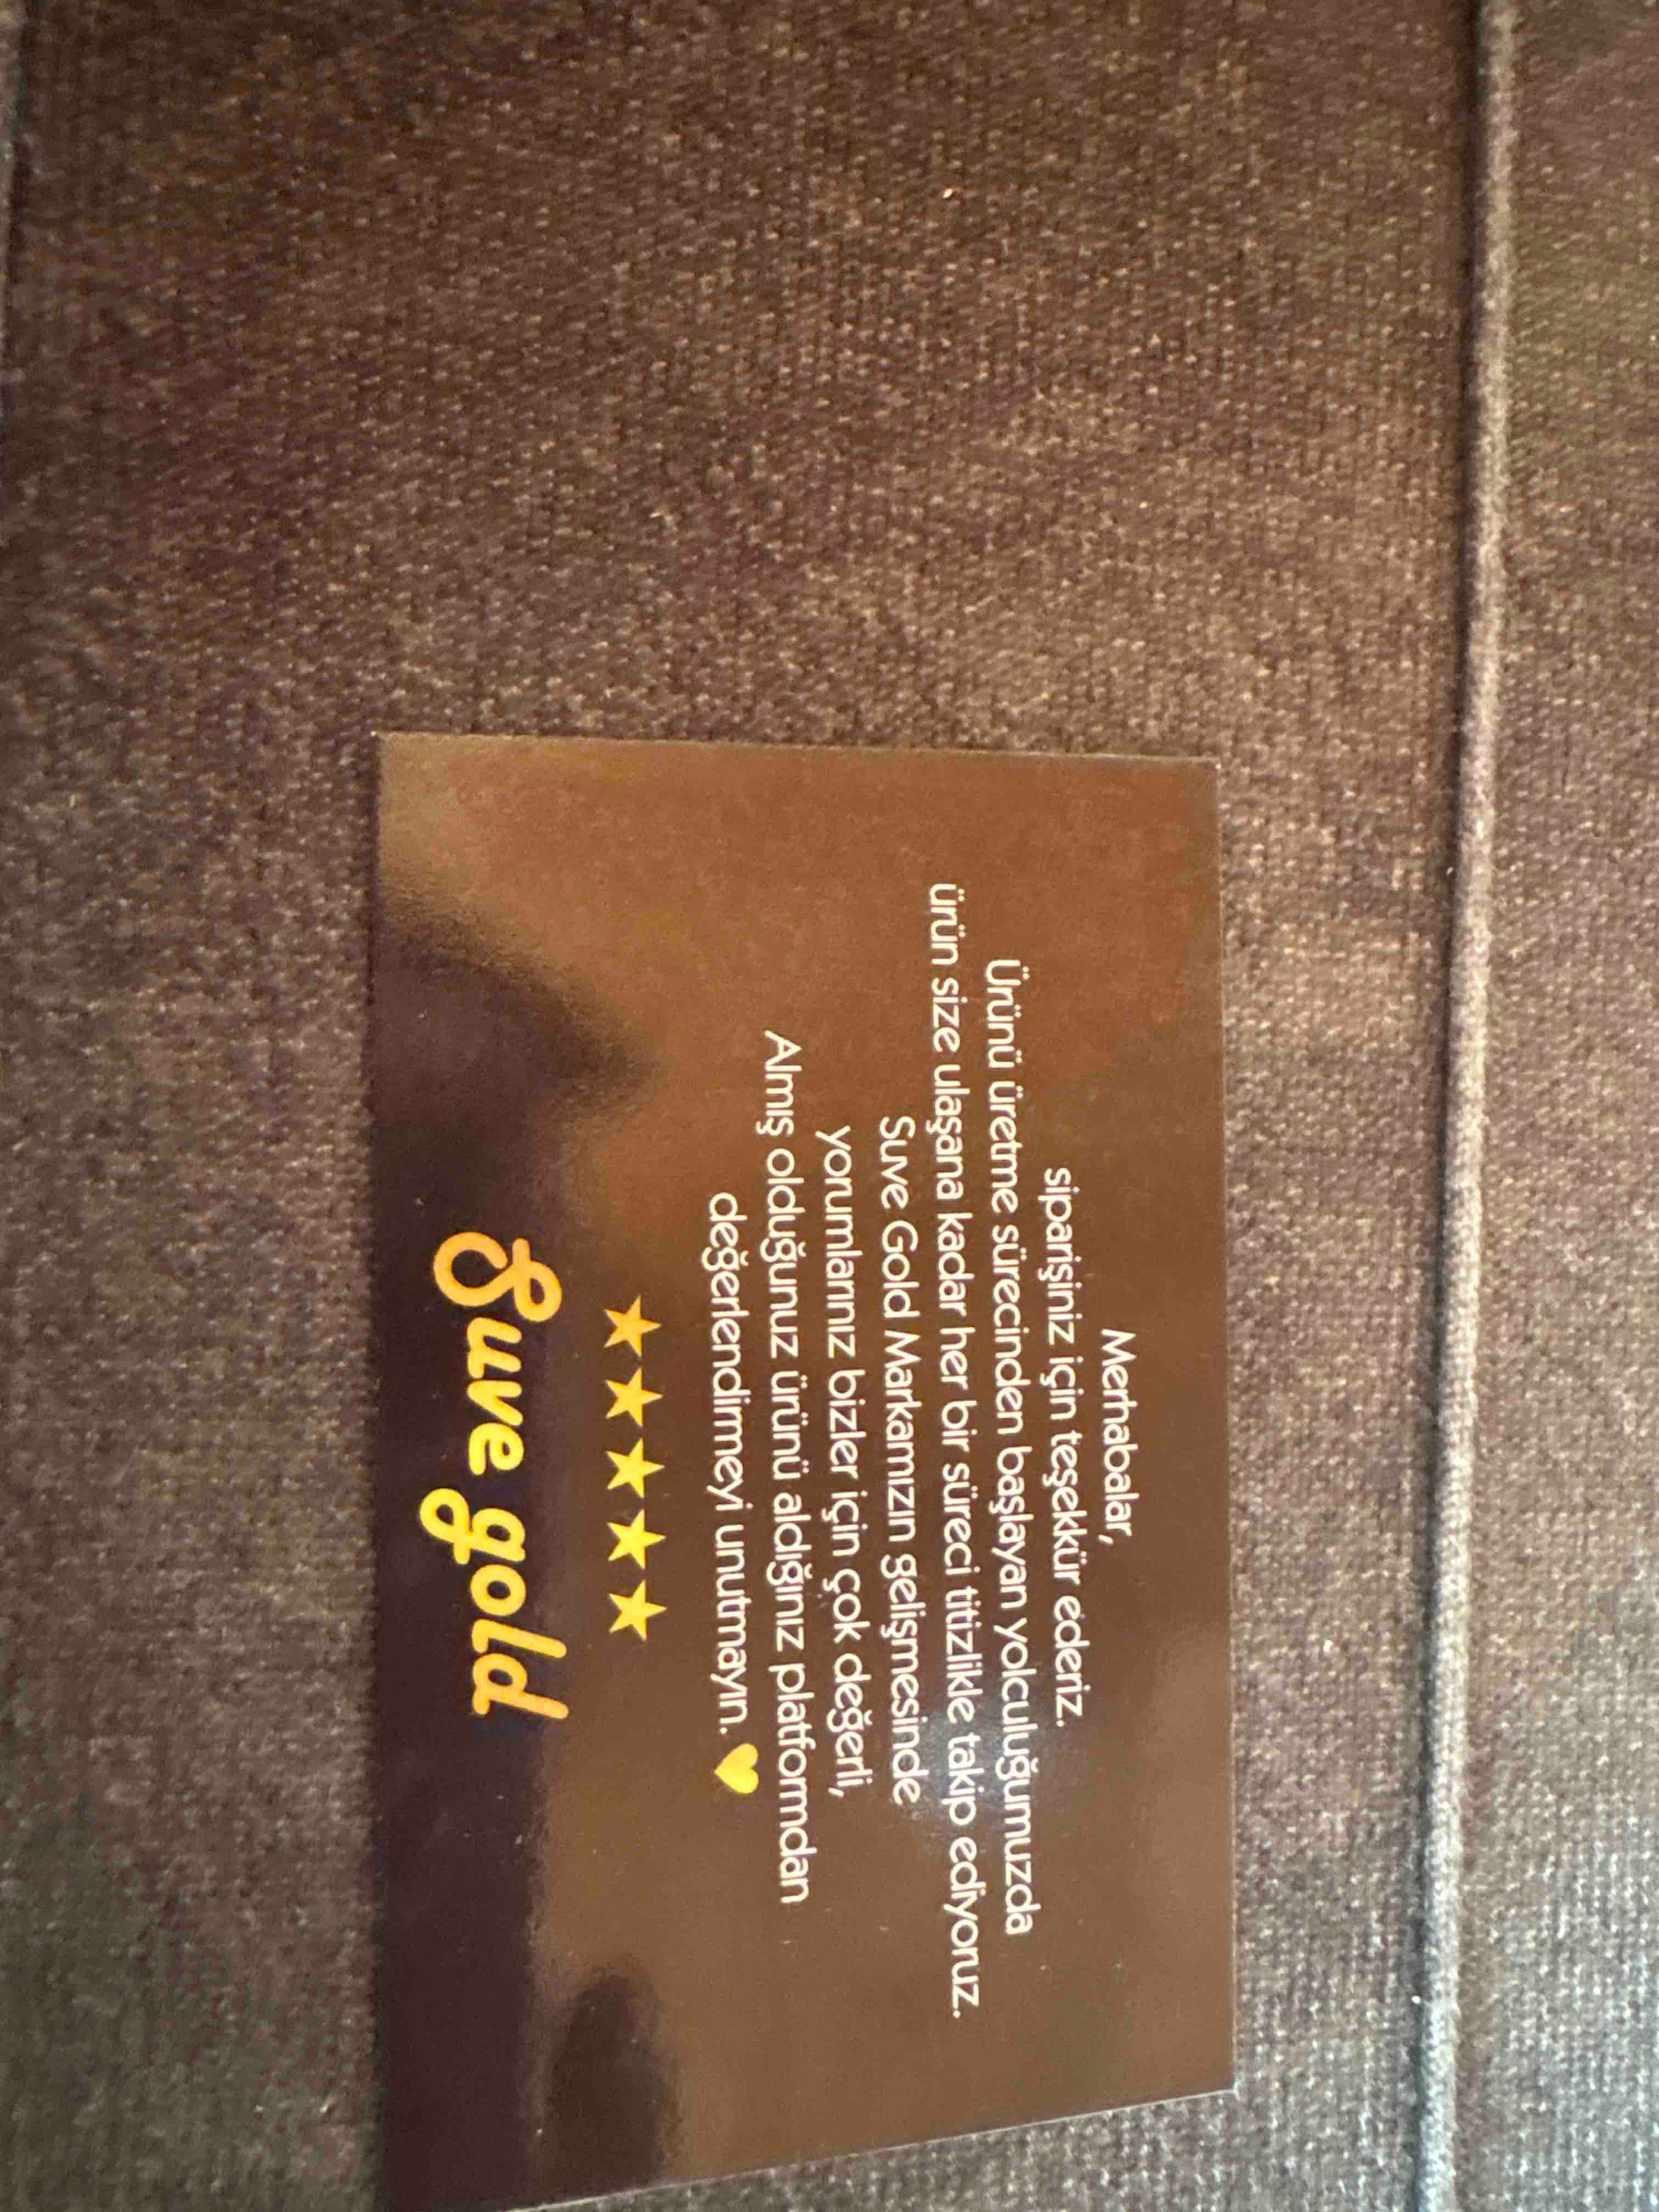 Merhabalar,
siparişiniz için teşekkür ederiz.
Ürünü üretme sürecinden başlayan yolculuğumuzda
ürün size ulaşana kadar her bir süreci titizlikle takip ediyoruz.
Suve Gold Markamızın gelişmesinde
yorumlarınız bizler için çok değerli,
Almış olduğunuz ürünü aldığınız platformdan
değerlendirmeyi unutmayın. 💛
★★★★★
Suve gold